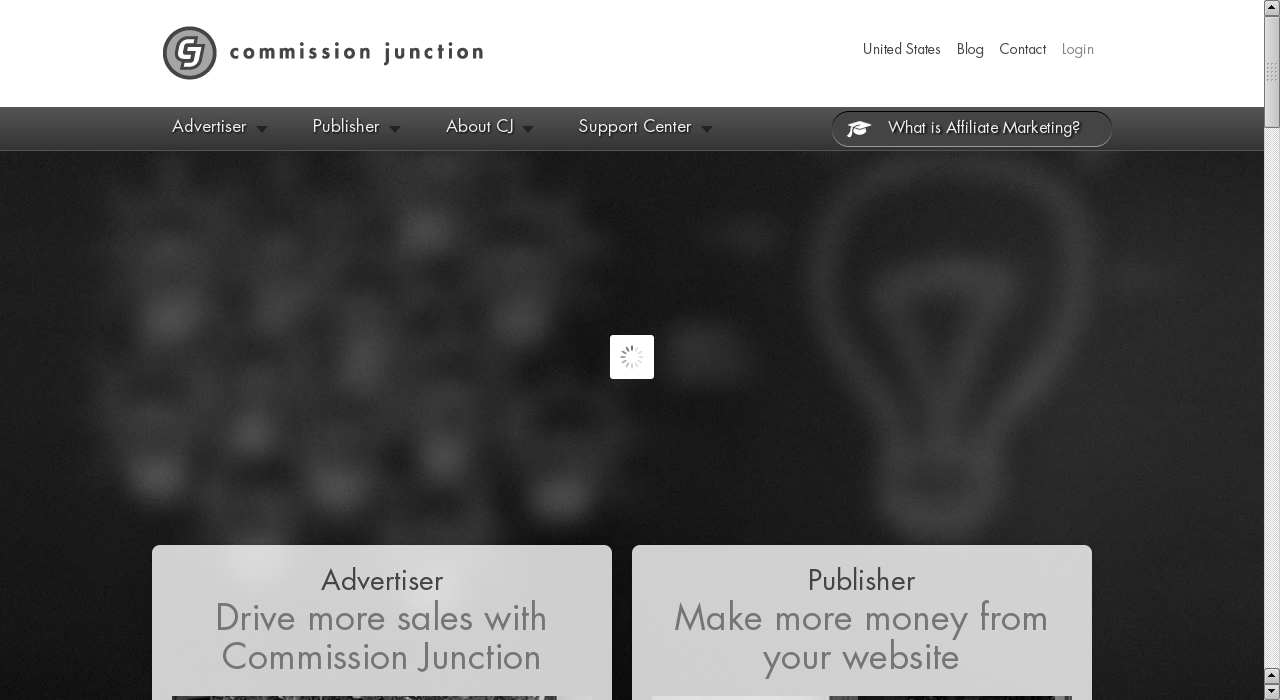 commission junction
United States Blog Contact Login
Advertiser Publisher About CJ Support Center What is Affiliate Marketing?
Advertiser
Drive more sales with
Commission Junction
Publisher
Make more money from
your website